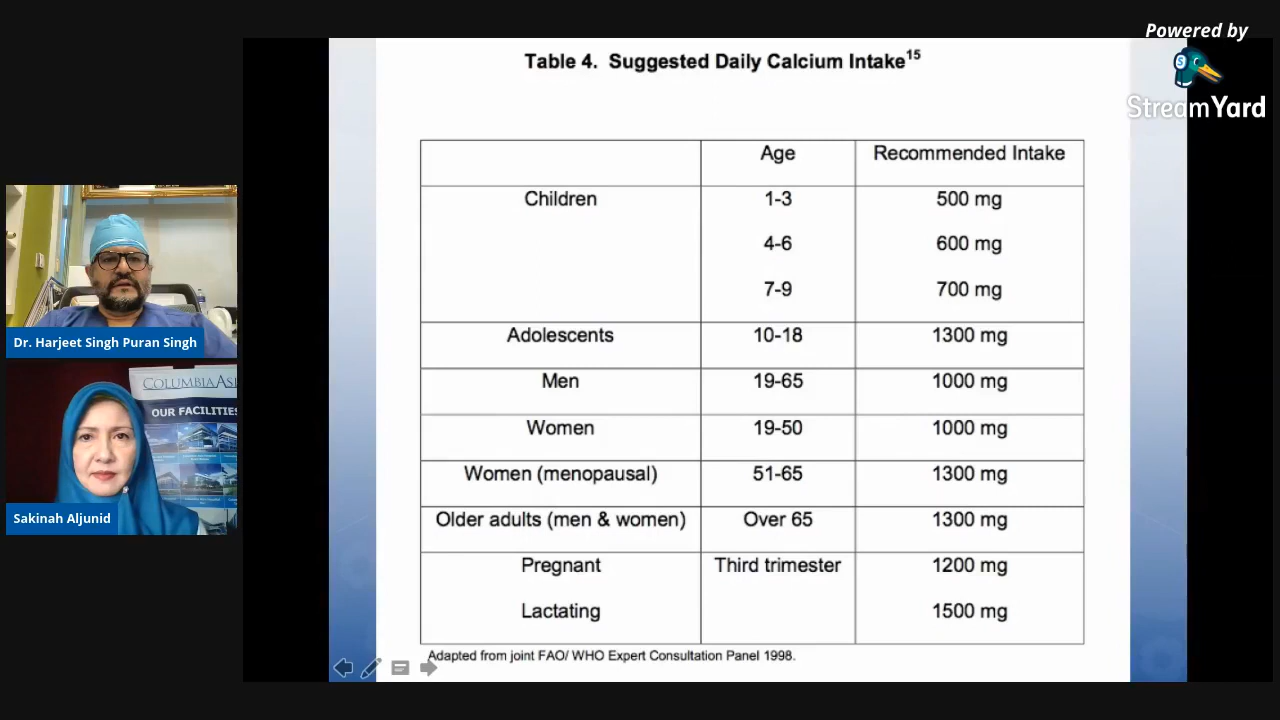 Powered by
StreamYard
Table 4. Suggested Daily Calcium Intake15
Age Recommended Intake
Children 1-3 500 mg
4-6 600 mg
7-9 700 mg
Adolescents 10-18 1300 mg
Men 19-65 1000 mg
Women 19-50 1000 mg
Women (menopausal) 51-65 1300 mg
Older adults (men & women) Over 65 1300 mg
Pregnant Third trimester 1200 mg
Lactating 1500 mg
Adapted from joint FAO/ WHO Expert Consultation Panel 1998.
Dr. Harjeet Singh Puran Singh
COLUMBIA ASI
OUR FACILITIES
Sakinah Aljunid